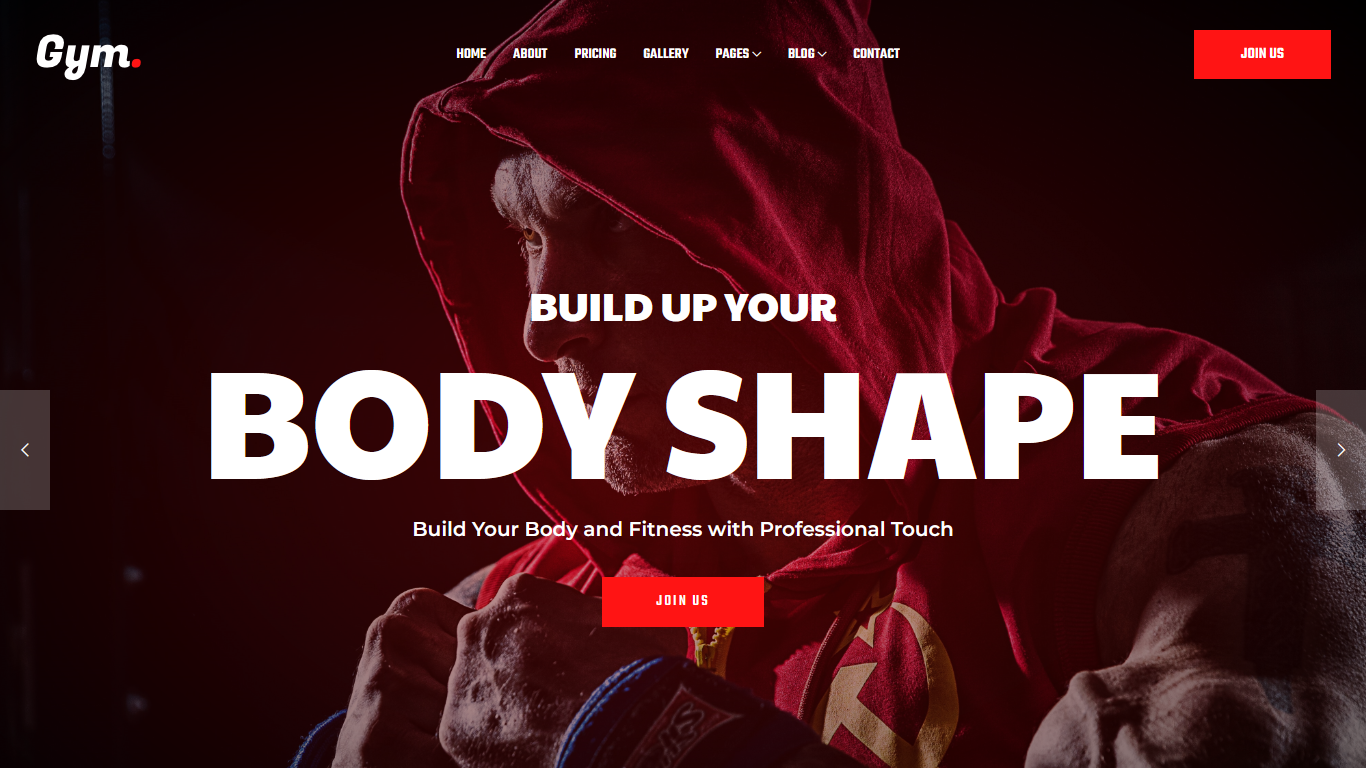 Gym.
HOME ABOUT PRICING GALLERY PAGES BLOG CONTACT
JOIN US
BUILD UP YOUR
BODY SHAPE
Build Your Body and Fitness with Professional Touch
JOIN US